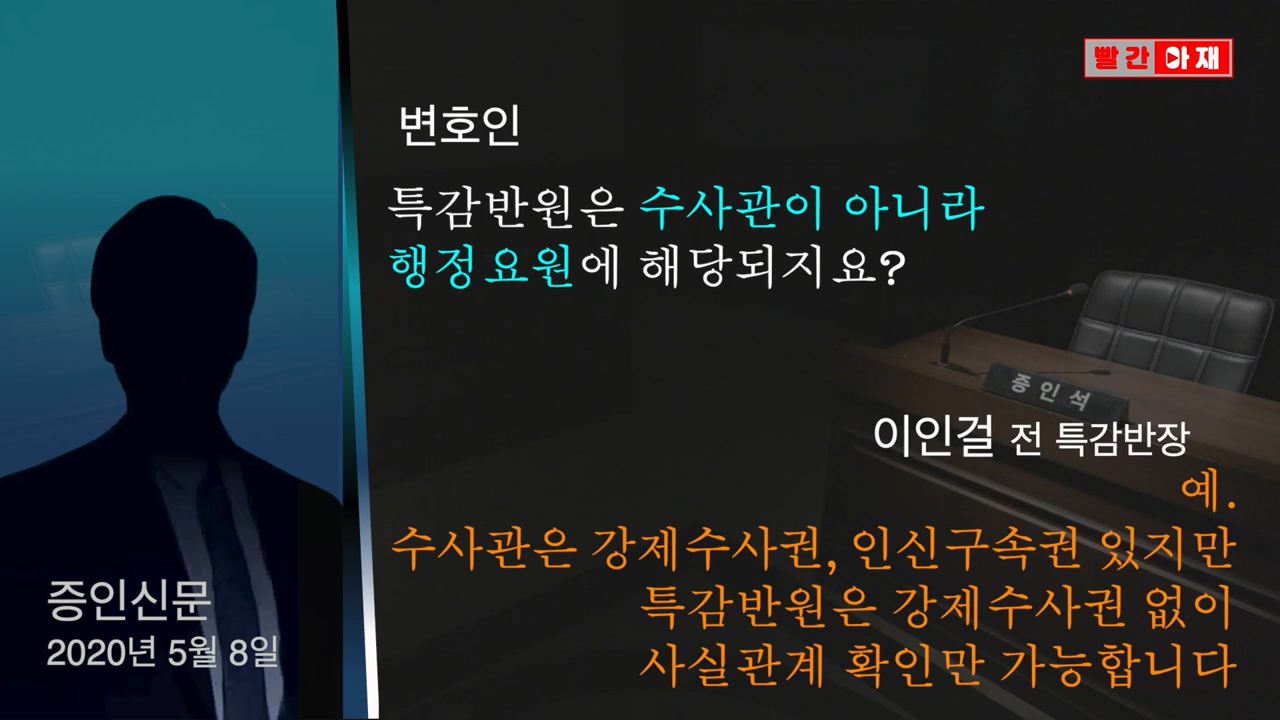 빨간아재
변호인
특감반원은 수사관이 아니라
행정요원에 해당되지요?
증인석
이인걸 전 특감반장
예.
수사관은 강제수사권, 인신구속권 있지만
특감반원은 강제수사권 없이
사실관계 확인만 가능합니다
증인신문
2020년 5월 8일